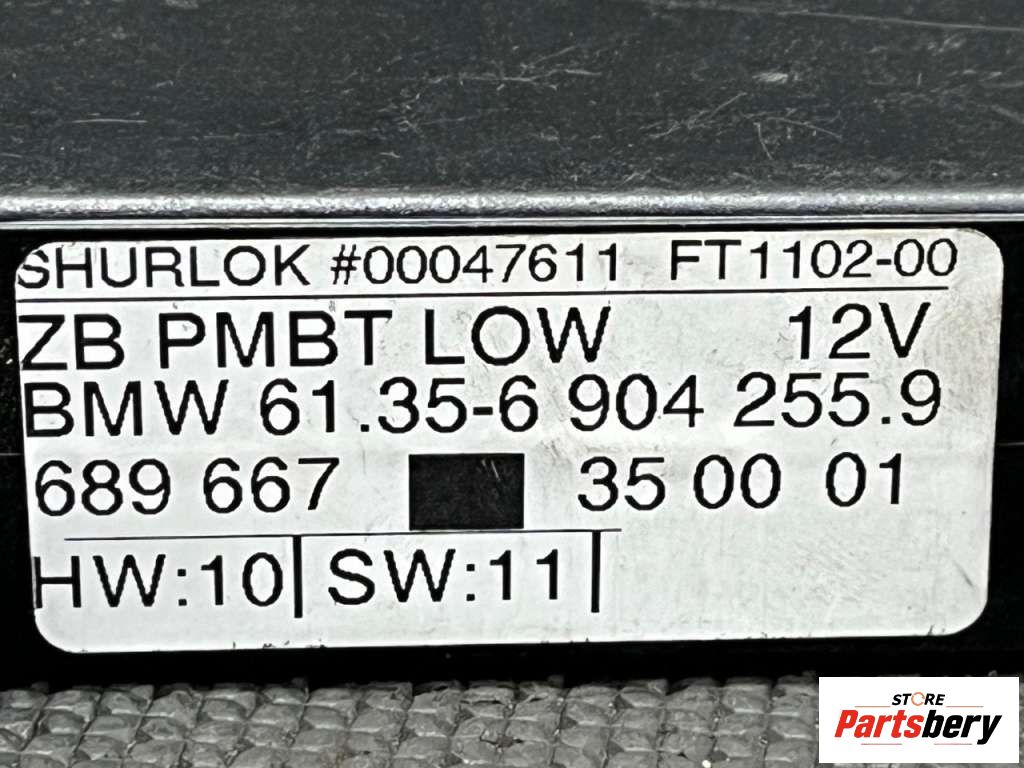 SHURLOK #00047611 FT1102-00
ZB PMBT LOW 12V
BMW 61.35-6 904 255.9
689 667 35 00 01
HW:10 SW:11
STORE
Partsbery